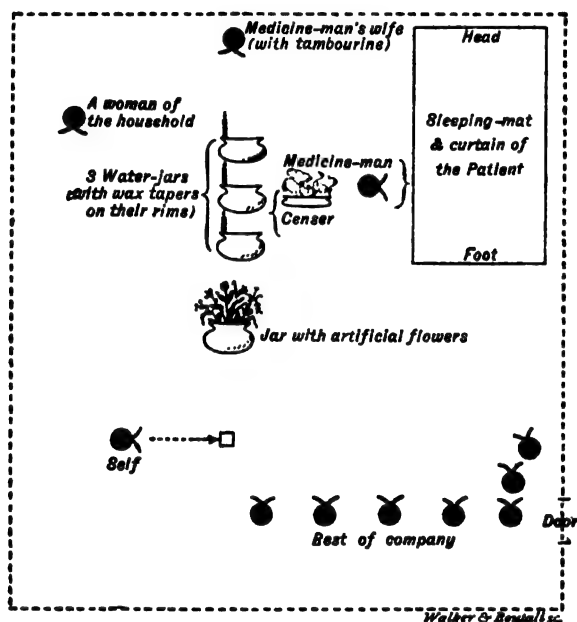 Medicine-man's wife
(with tambourine)
Head
A woman of
the household
Sleeping-mat
& curtain of
the Patient
3 Water-jars
(with wax tapers
on their rims)
Medicine-man
Censer
Foot
Jar with artificial flowers
Self
Door
Rest of company
Walker & Boutall sc.